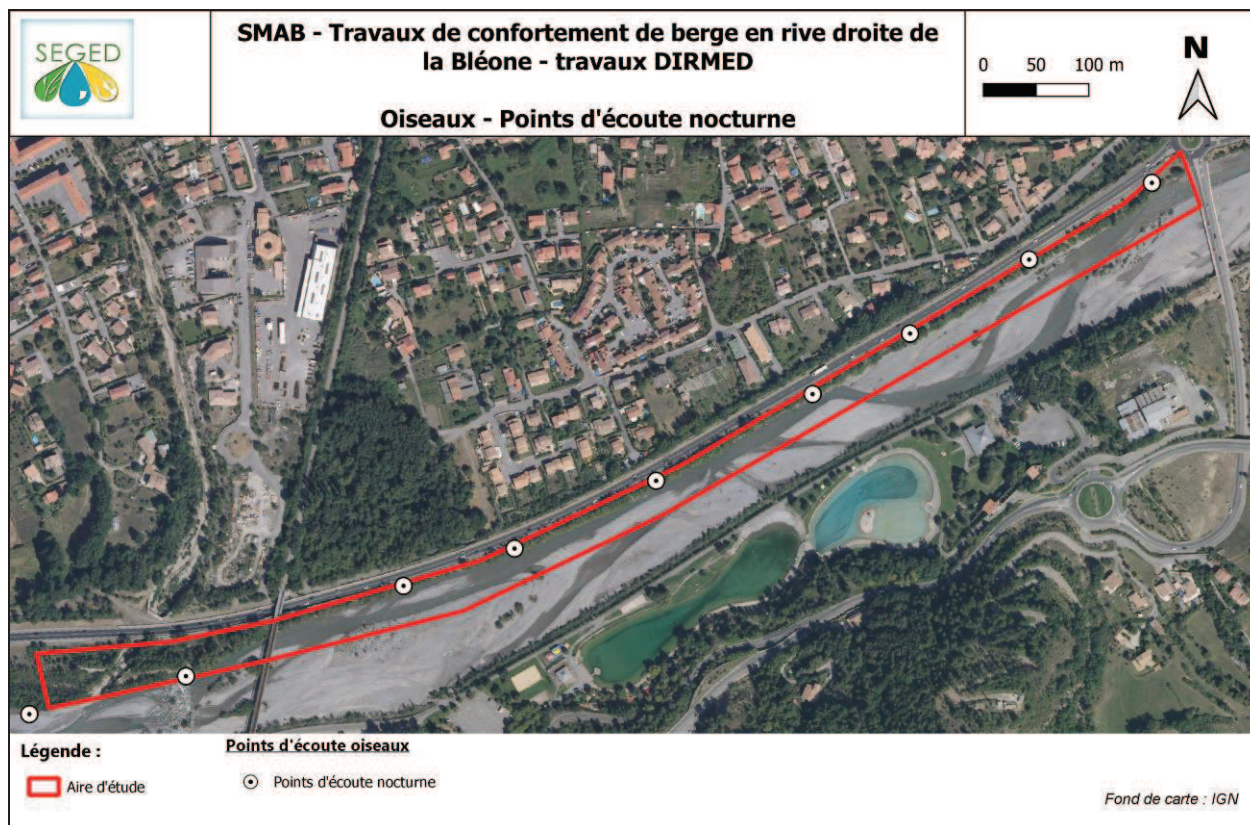 SEGED
SMAB - Travaux de confortement de berge en rive droite de
la Bléone - travaux DIRMED
Oiseaux - Points d'écoute nocturne
0 50 100 m
N
Légende :
Aire d'étude
Points d'écoute oiseaux
Points d'écoute nocturne
Fond de carte : IGN